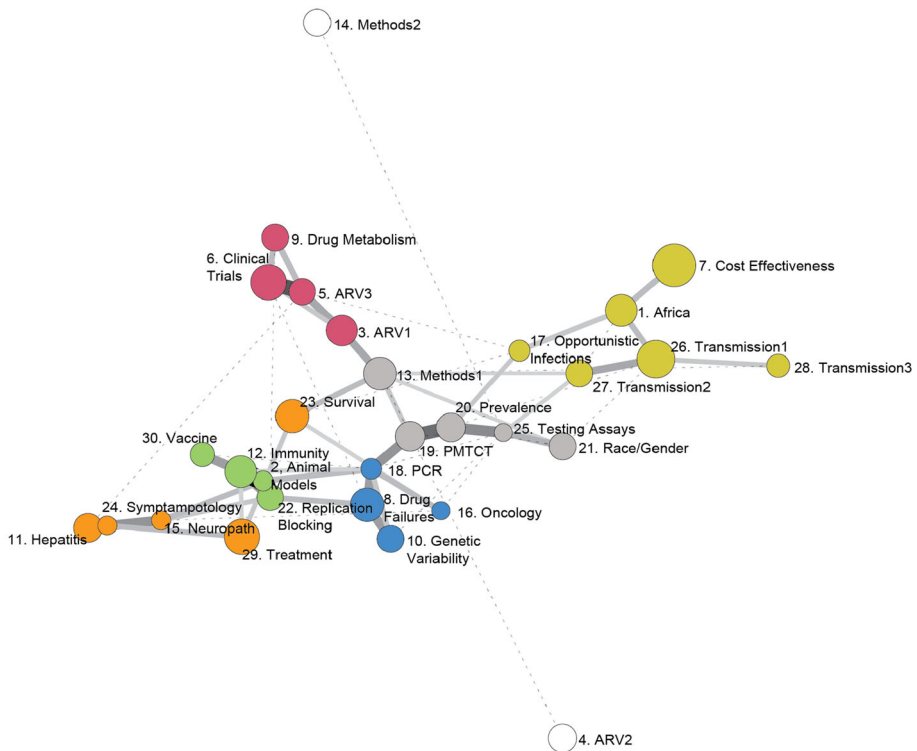 14. Methods2
9. Drug Metabolism
6. Clinical
Trials
7. Cost Effectiveness
5. ARV3
1. Africa
3. ARV1
17. Opportunistic
Infections
26. Transmission1
28. Transmission3
13. Methods1
27. Transmission2
23. Survival
20. Prevalence
25. Testing Assays
30. Vaccine
12. Immunity
19. PMTCT
21. Race/Gender
2, Animal
Models
18. PCR
24. Symptampotology
22. Replication
Blocking
8. Drug
Failures
16. Oncology
15. Neuropath
11. Hepatitis
29. Treatment
10. Genetic
Variability
4. ARV2